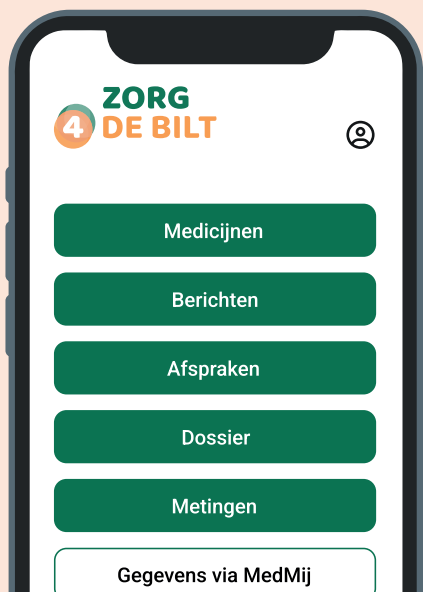 ZORG
4 DE BILT
Medicijnen
Berichten
Afspraken
Dossier
Metingen
Gegevens via MedMij